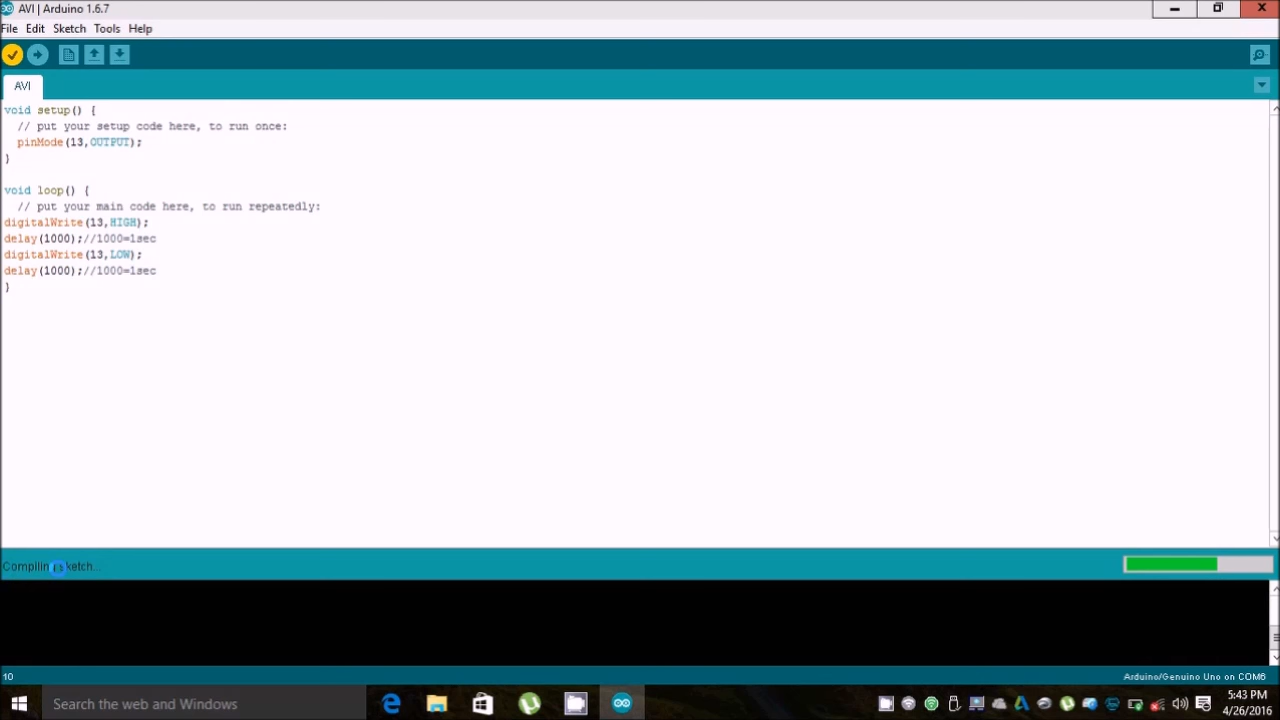 AVI | Arduino 1.6.7
File Edit Sketch Tools Help
AVI
void setup() {
  // put your setup code here, to run once:
  pinMode(13,OUTPUT);
}
void loop() {
  // put your main code here, to run repeatedly:
digitalWrite(13,HIGH);
delay(1000);//1000=1sec
digitalWrite(13,LOW);
delay(1000);//1000=1sec
}
Compiling sketch...
10
Arduino/Genuino Uno on COM6
Search the web and Windows
5:43 PM
4/26/2016